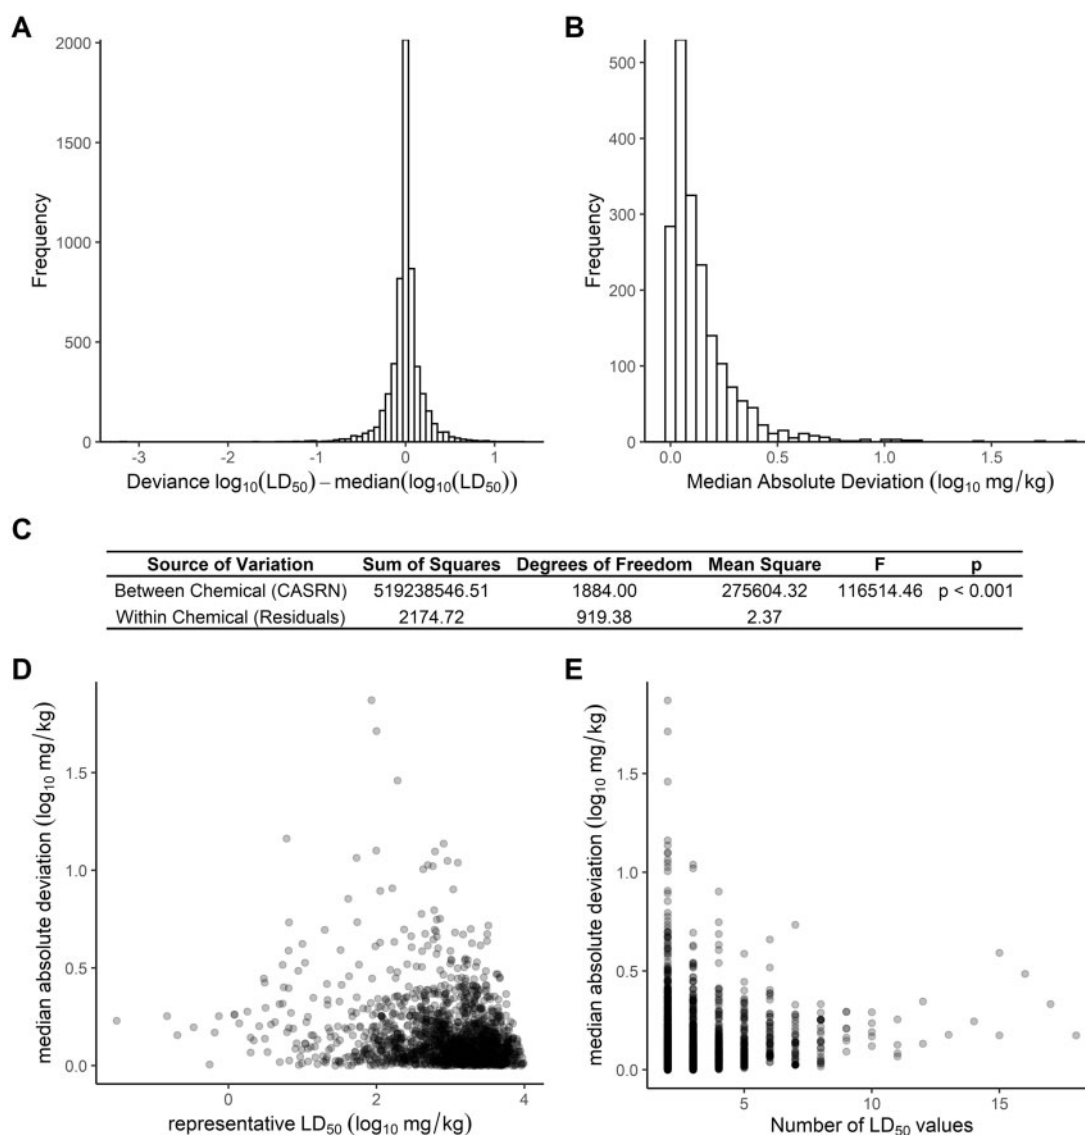 A
2000
1500
1000
500
0
Frequency
-3
-2
-1
0
1
Deviance log₁₀(LD₅₀) − median(log₁₀(LD₅₀))
B
500
400
300
200
100
0
Frequency
0.0
0.5
1.0
1.5
Median Absolute Deviation (log₁₀ mg/kg)
C
Source of Variation Sum of Squares Degrees of Freedom Mean Square F p
Between Chemical (CASRN) 519238546.51 1884.00 275604.32 116514.46 p < 0.001
Within Chemical (Residuals) 2174.72 919.38 2.37
D
1.5
1.0
0.5
0.0
median absolute deviation (log₁₀ mg/kg)
0
2
4
representative LD₅₀ (log₁₀ mg/kg)
E
1.5
1.0
0.5
0.0
median absolute deviation (log₁₀ mg/kg)
5
10
15
Number of LD₅₀ values